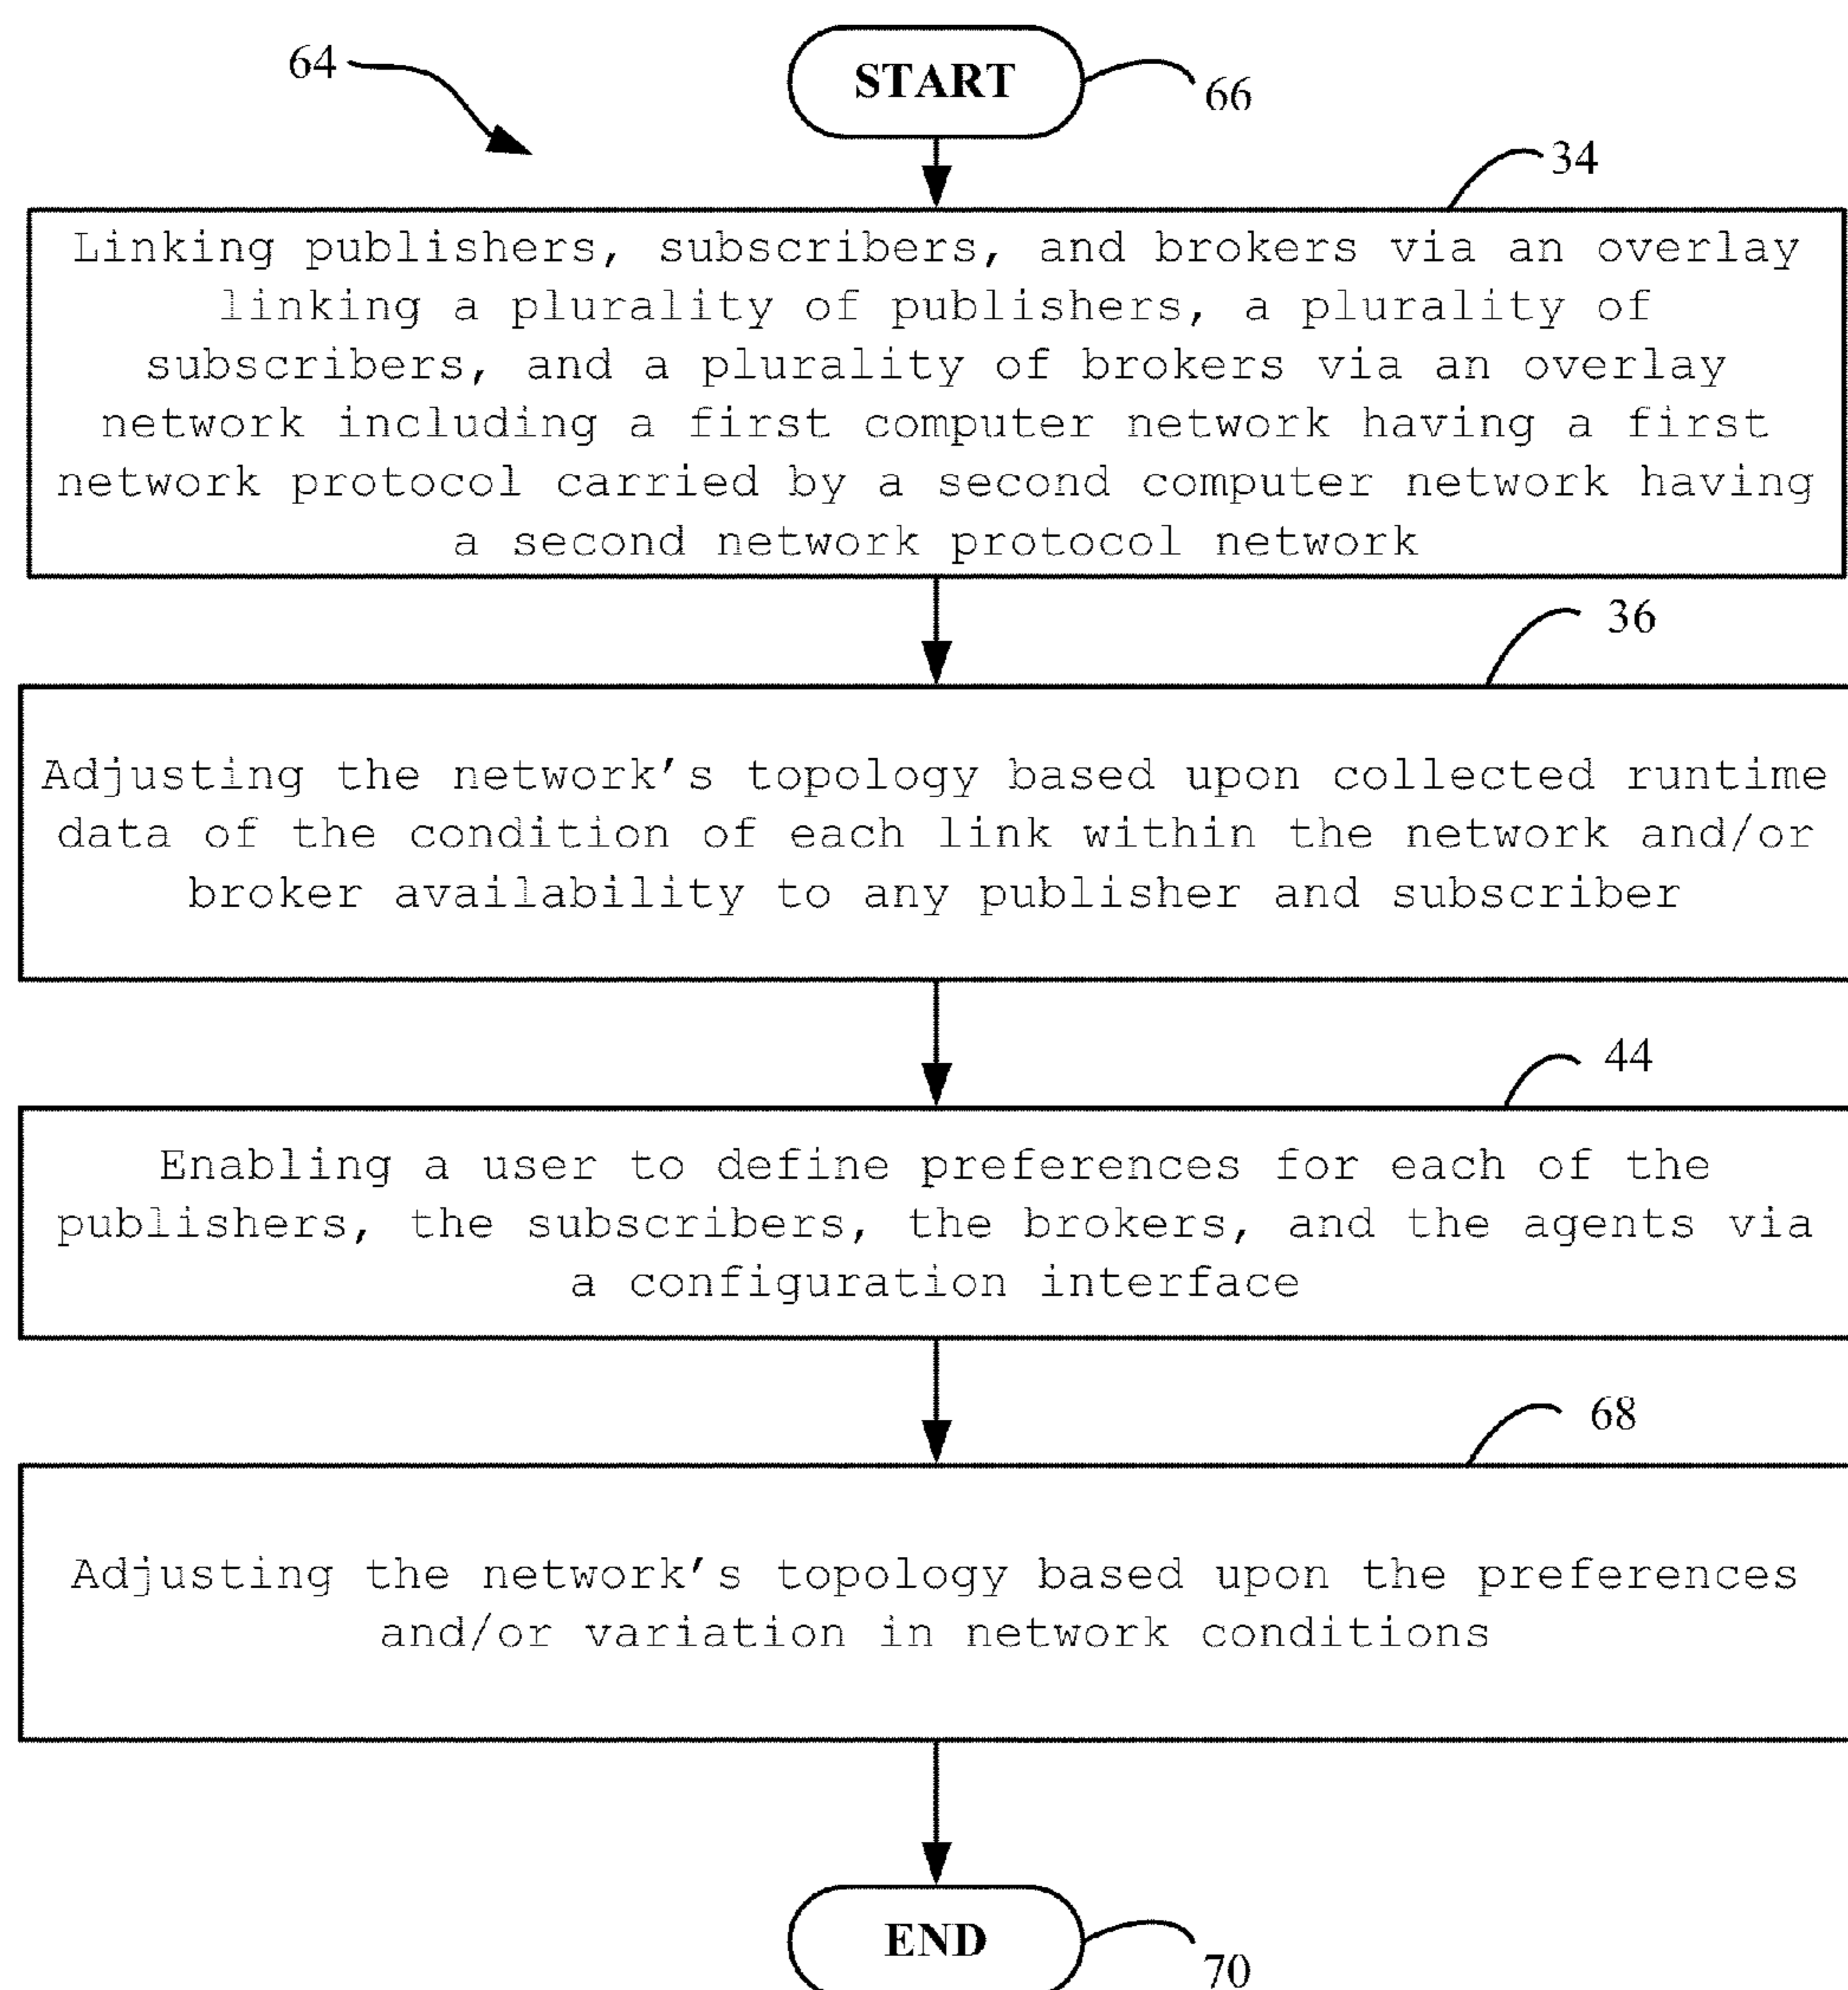 64
START
66
34
Linking publishers, subscribers, and brokers via an overlay
linking a plurality of publishers, a plurality of
subscribers, and a plurality of brokers via an overlay
network including a first computer network having a first
network protocol carried by a second computer network having
a second network protocol network
36
Adjusting the network's topology based upon collected runtime
data of the condition of each link within the network and/or
broker availability to any publisher and subscriber
44
Enabling a user to define preferences for each of the
publishers, the subscribers, the brokers, and the agents via
a configuration interface
68
Adjusting the network's topology based upon the preferences
and/or variation in network conditions
END
70